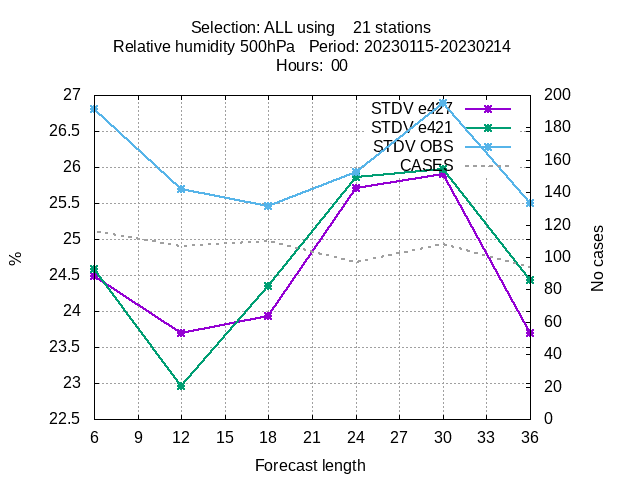 Selection: ALL using    21 stations
Relative humidity 500hPa   Period: 20230115-20230214
Hours:  00
27
26.5
26
25.5
25
24.5
24
23.5
23
22.5
200
180
160
140
120
100
80
60
40
20
0
STDV e427
STDV e421
STDV OBS
CASES
%
No cases
6 9 12 15 18 21 24 27 30 33 36
Forecast length